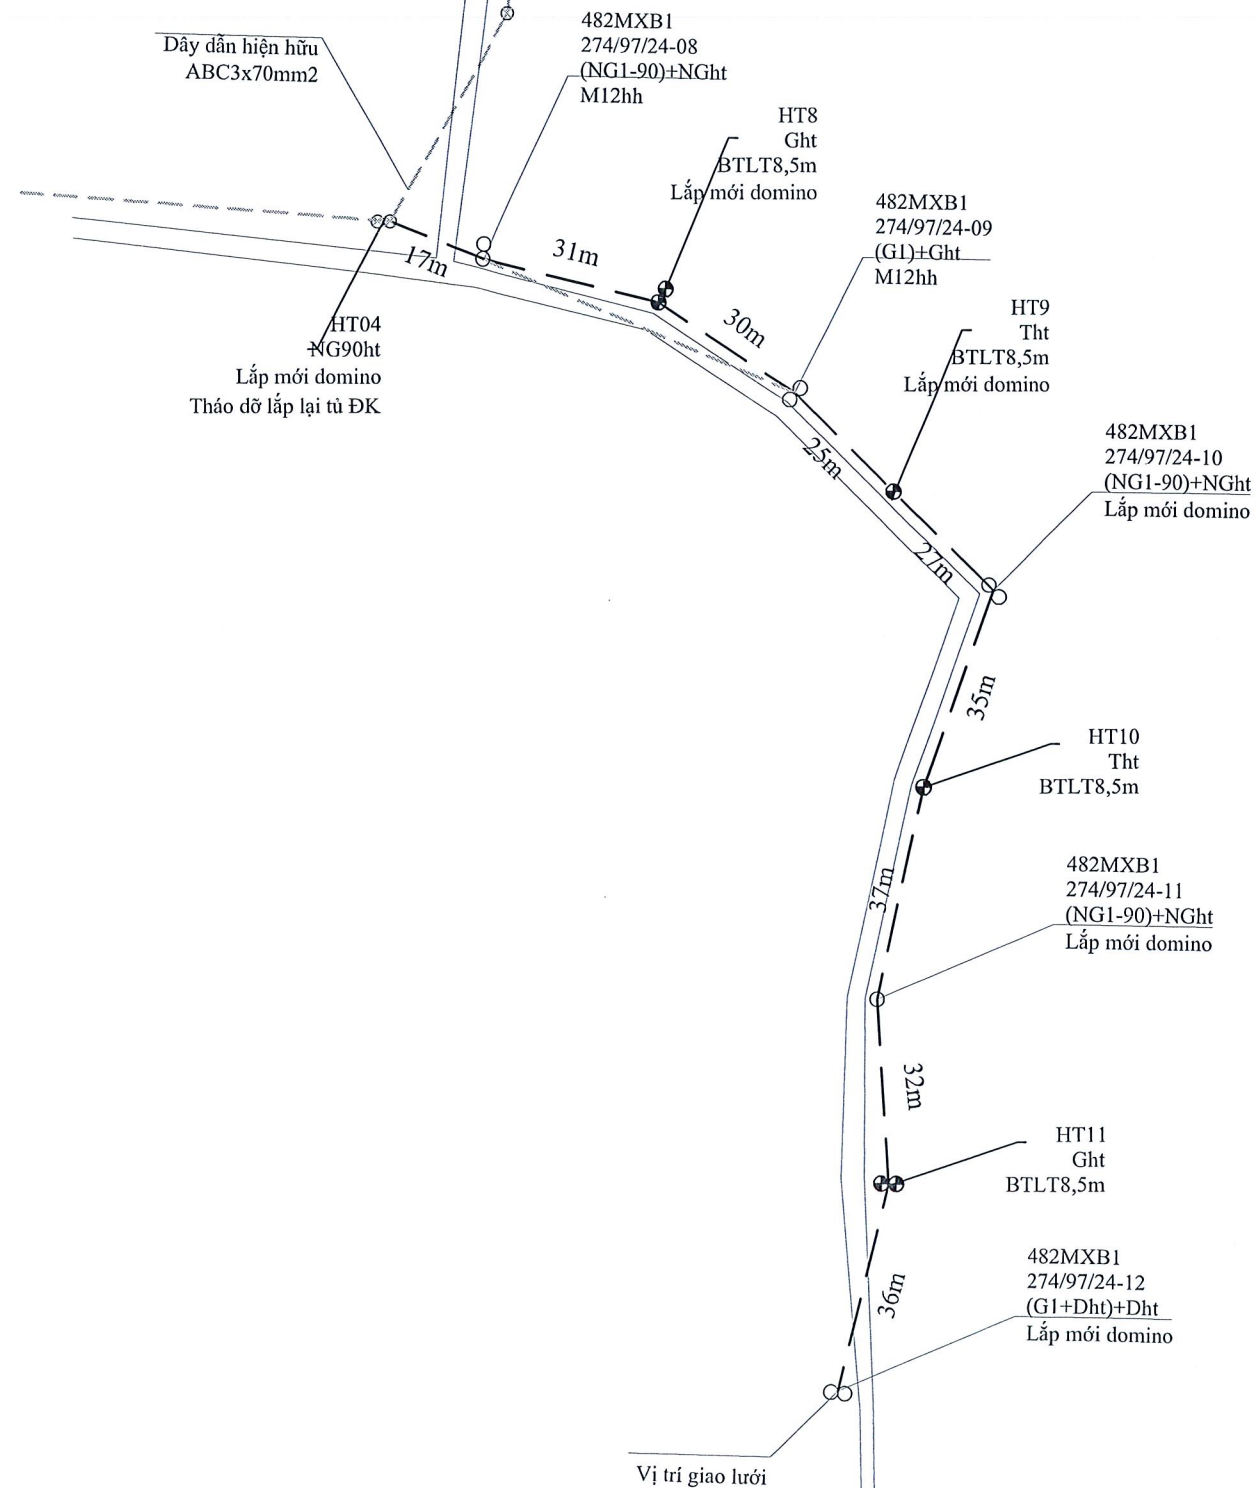 482MXB1
274/97/24-08
(NG1-90)+NGht
M12hh
Dây dẫn hiện hữu
ABC3x70mm2
HT8
Ght
BTLT8,5m
Lắp mới domino
482MXB1
274/97/24-09
(G1)+Ght
M12hh
17m
31m
30m
HT04
NG90ht
Lắp mới domino
Tháo dỡ lắp lại tủ ĐK
HT9
Tht
BTLT8,5m
Lắp mới domino
25m
482MXB1
274/97/24-10
(NG1-90)+NGht
Lắp mới domino
27m
35m
HT10
Tht
BTLT8,5m
37m
482MXB1
274/97/24-11
(NG1-90)+NGht
Lắp mới domino
32m
HT11
Ght
BTLT8,5m
36m
482MXB1
274/97/24-12
(G1+Dht)+Dht
Lắp mới domino
Vị trí giao lưới